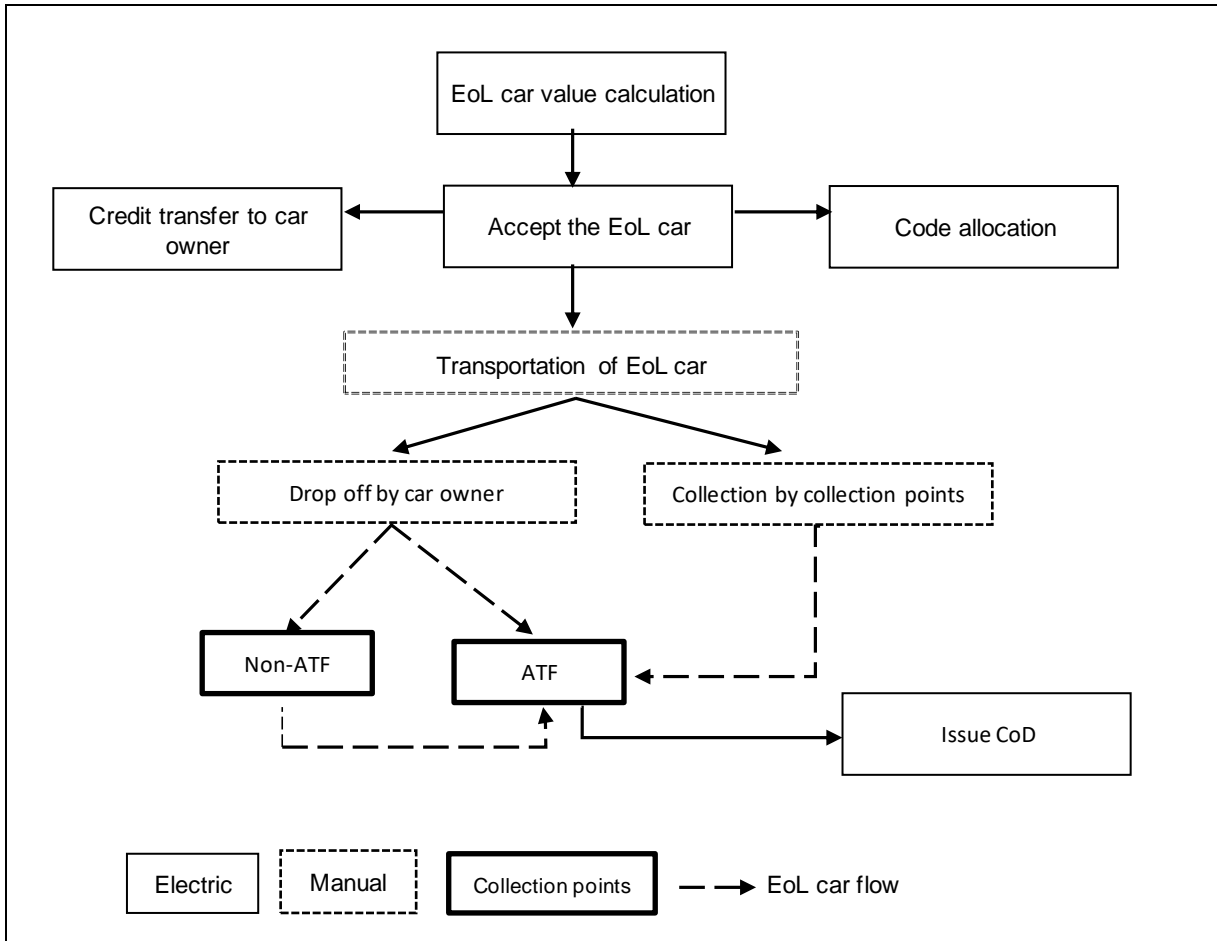 EoL car value calculation
Credit transfer to car
owner
Accept the EoL car
Code allocation
Transportation of EoL car
Drop off by car owner
Collection by collection points
Non-ATF
ATF
Issue CoD
Electric
Manual
Collection points
EoL car flow